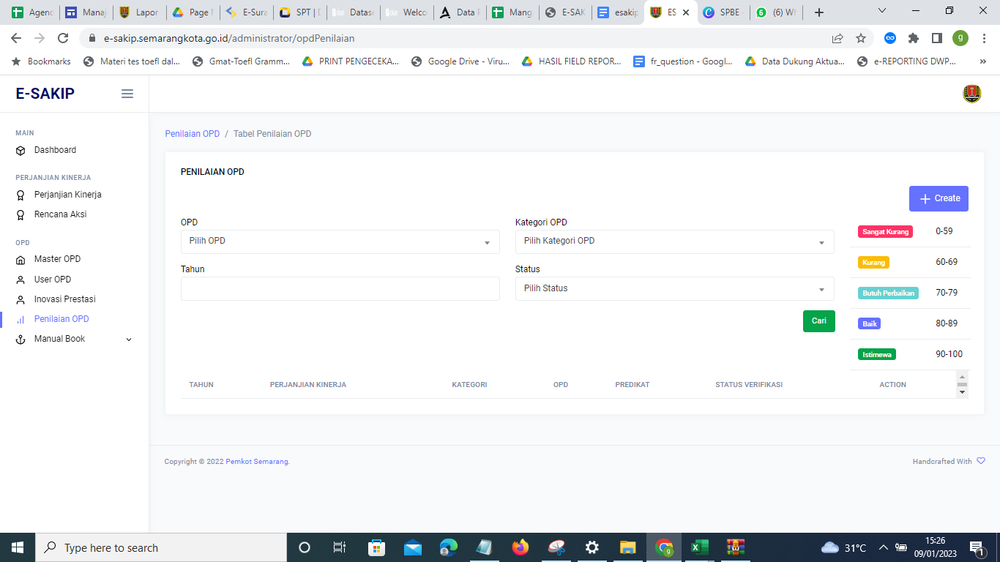 Agend
Manaj
Lapor
Page M
E-Sura
SPT | D
Datase
Welco
Data P
Mang
E-SAK
esakip
ES
SPBE -
(6) Wh
e-sakip.semarangkota.go.id/administrator/opdPenilaian
g
Bookmarks
Materi tes toefl dal...
Gmat-Toefl Gramm...
PRINT PENGECEKA...
Google Drive - Viru...
HASIL FIELD REPOR...
fr_question - Googl...
Data Dukung Aktua...
e-REPORTING DWP...
»
E-SAKIP
MAIN
Dashboard
PERJANJIAN KINERJA
Perjanjian Kinerja
Rencana Aksi
OPD
Master OPD
User OPD
Inovasi Prestasi
Penilaian OPD
Manual Book
Penilaian OPD / Tabel Penilaian OPD
PENILAIAN OPD
+ Create
OPD
Pilih OPD
Kategori OPD
Pilih Kategori OPD
Tahun
Status
Pilih Status
Cari
Sangat Kurang 0-59
Kurang 60-69
Butuh Perbaikan 70-79
Baik 80-89
Istimewa 90-100
TAHUN PERJANJIAN KINERJA KATEGORI OPD PREDIKAT STATUS VERIFIKASI ACTION
Copyright © 2022 Pemkot Semarang.
Handcrafted With
Type here to search
31°C
15:26
09/01/2023
1